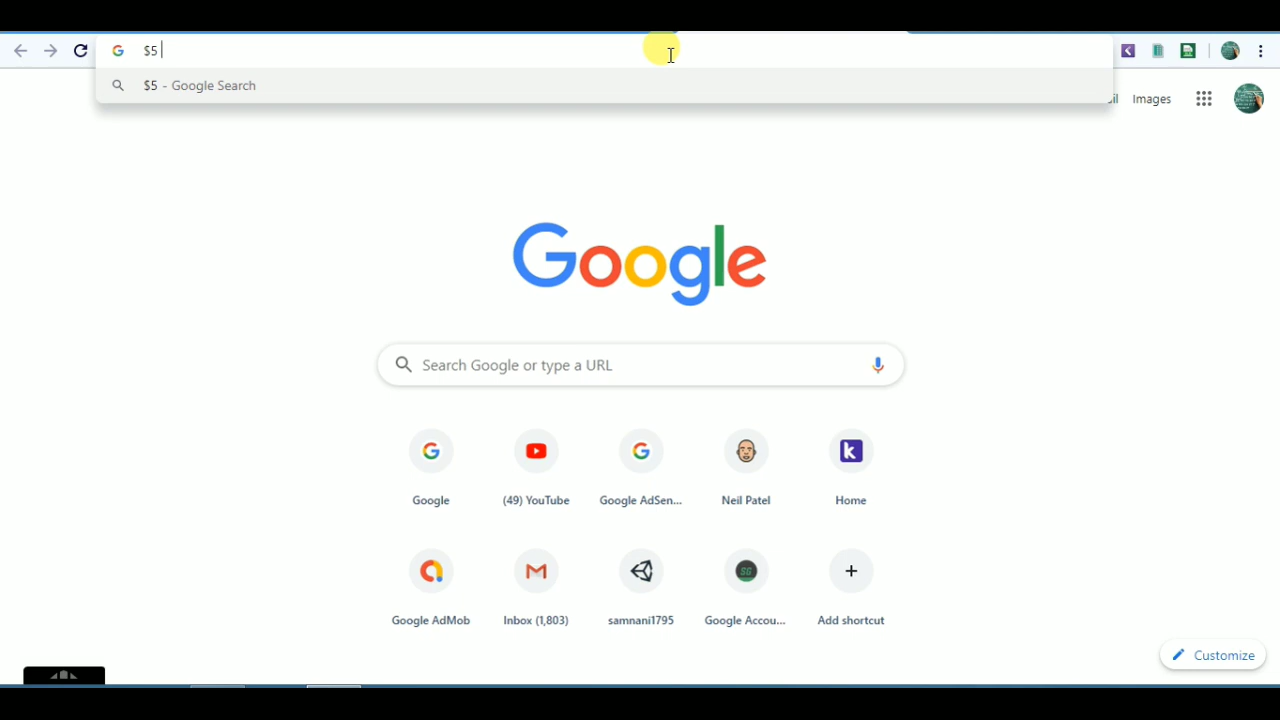 $5
$5 - Google Search
Images
Google
Search Google or type a URL
Google
(49) YouTube
Google AdSen...
Neil Patel
Home
Google AdMob
Inbox (1,803)
samnani1795
Google Accou...
Add shortcut
Customize